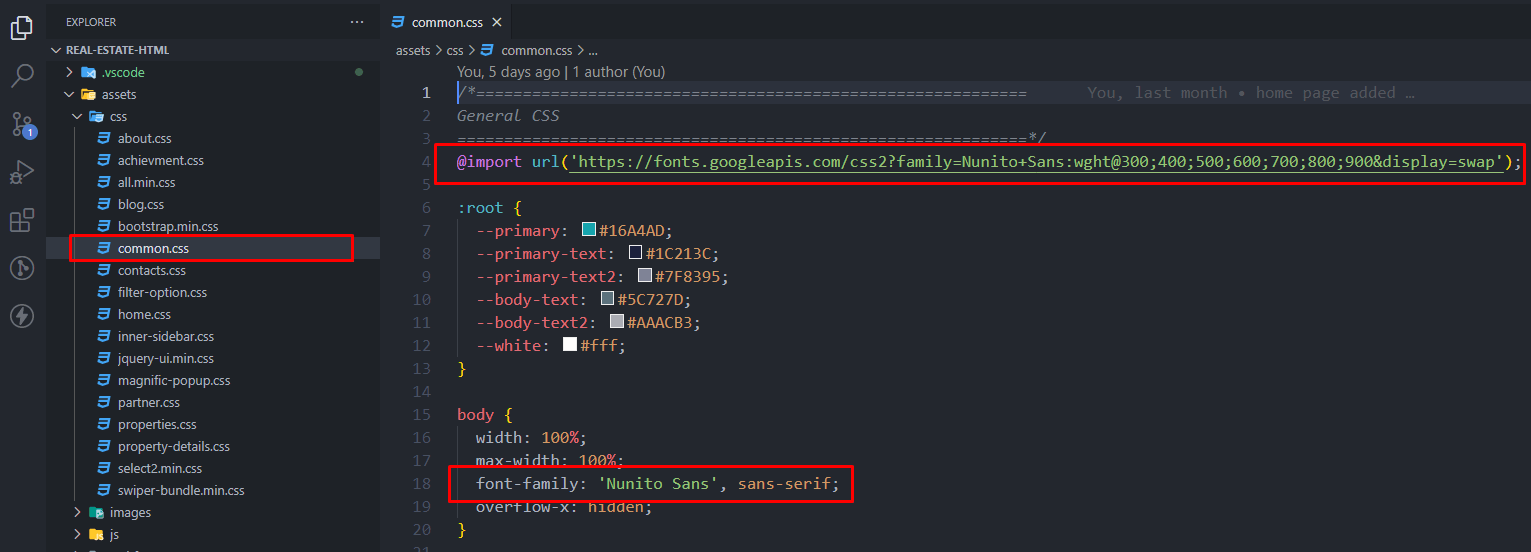 EXPLORER
REAL-ESTATE-HTML
.vscode
assets
css
about.css
achievment.css
all.min.css
blog.css
bootstrap.min.css
common.css
contacts.css
filter-option.css
home.css
inner-sidebar.css
jquery-ui.min.css
magnific-popup.css
partner.css
properties.css
property-details.css
select2.min.css
swiper-bundle.min.css
images
js
1
common.css
assets > css > common.css > ...
You, 5 days ago | 1 author (You)
1 /*============================================================= You, last month • home page added …
2 General CSS
3 =============================================================*/
4 @import url('https://fonts.googleapis.com/css2?family=Nunito+Sans:wght@300;400;500;600;700;800;900&display=swap');
5
6 :root {
7 --primary: #16A4AD;
8 --primary-text: #1C213C;
9 --primary-text2: #7F8395;
10 --body-text: #5C727D;
11 --body-text2: #AAACB3;
12 --white: #fff;
13 }
14
15 body {
16 width: 100%;
17 max-width: 100%;
18 font-family: 'Nunito Sans', sans-serif;
19 overflow-x: hidden;
20 }
21